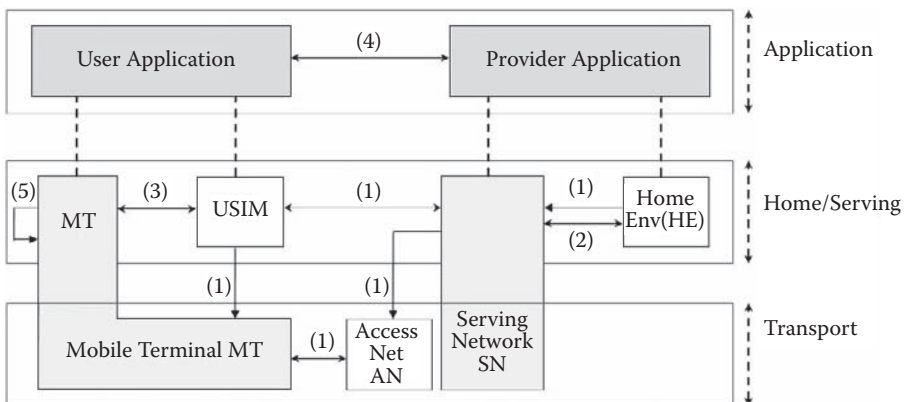 (4)
User Application
Provider Application
Application
(5)
MT
(3)
USIM
(1)
(1)
Home
Env(HE)
(2)
Home/Serving
(1)
(1)
Mobile Terminal MT
(1)
Access
Net
AN
Serving
Network
SN
Transport